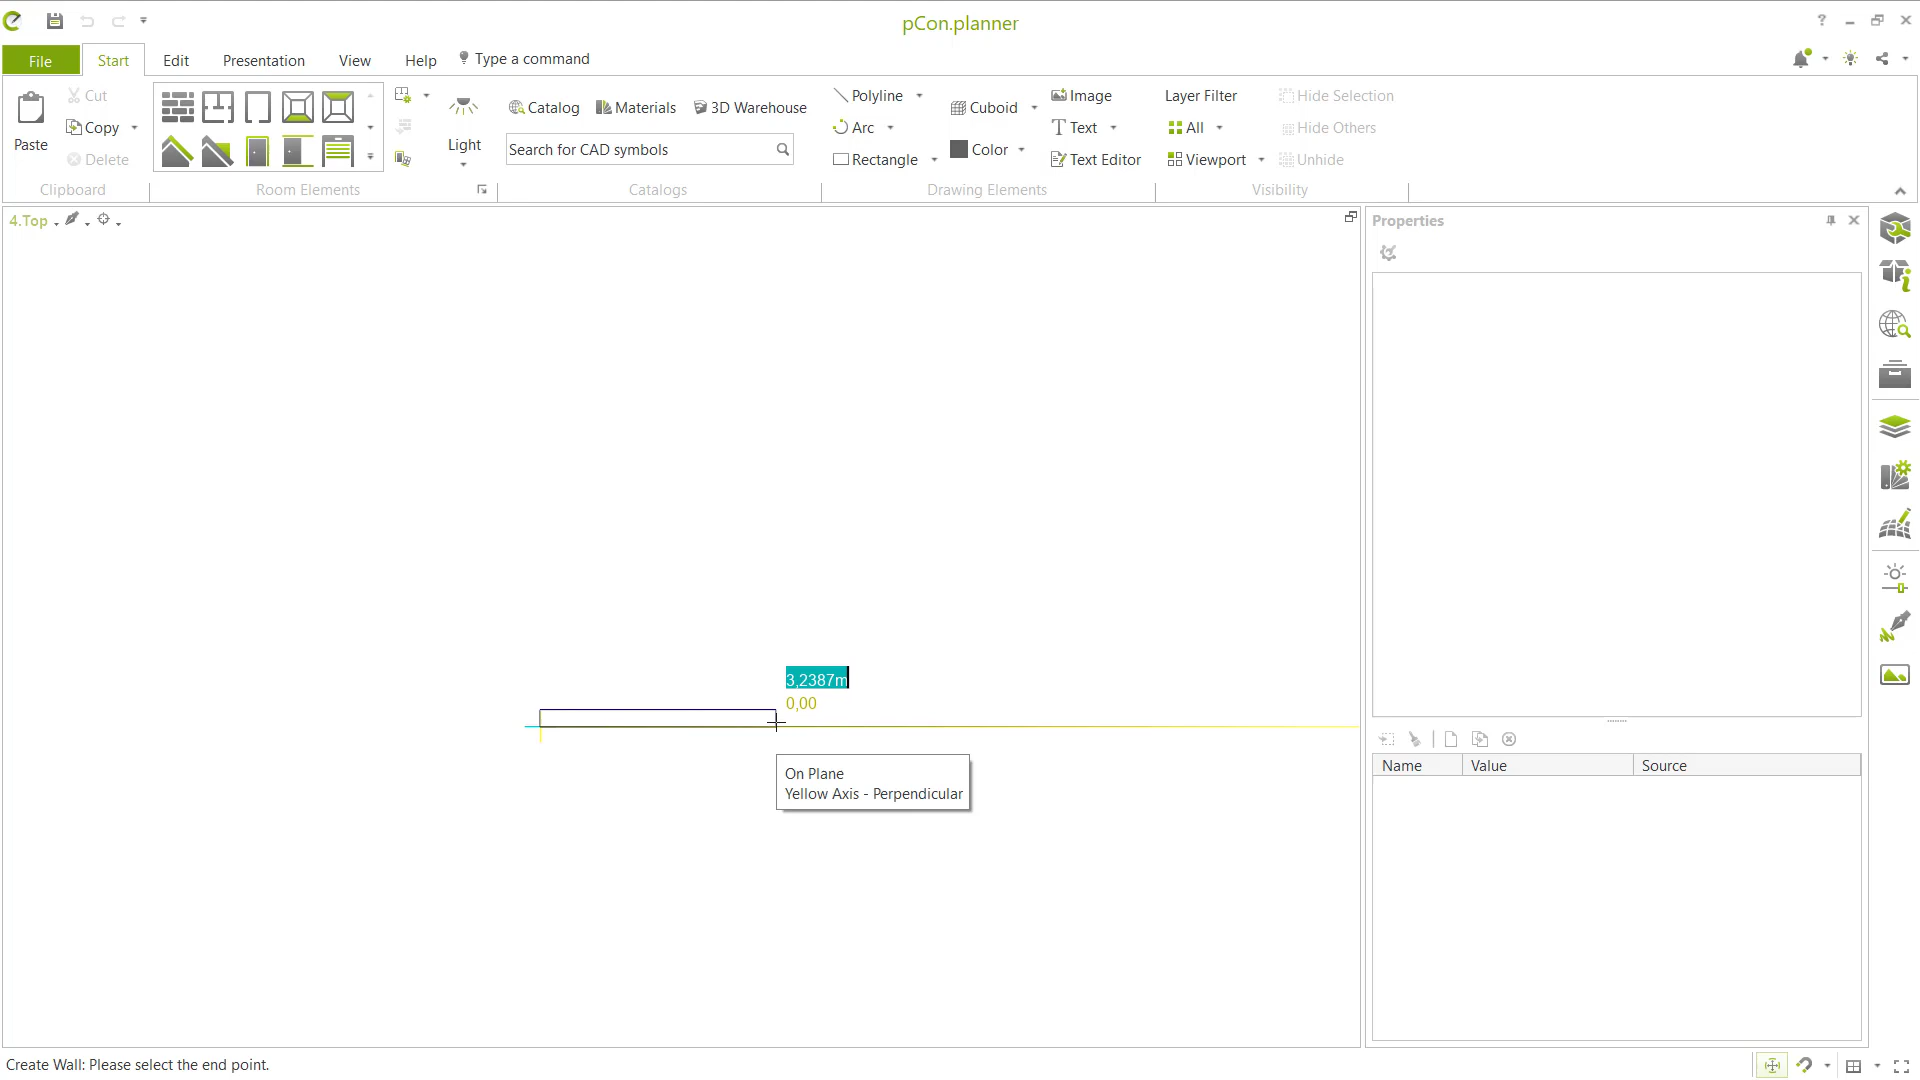 pCon.planner
File Start Edit Presentation View Help Type a command
Paste
Cut
Copy
Delete
Clipboard
Room Elements
Light
Catalog Materials 3D Warehouse
Search for CAD symbols
Catalogs
Polyline
Arc
Rectangle
Cuboid
Color
Image
Text
Text Editor
Drawing Elements
Layer Filter
All
Viewport
Hide Selection
Hide Others
Unhide
Visibility
4.Top
Properties
3,2387m
0,00
On Plane
Yellow Axis - Perpendicular
Name Value Source
Create Wall: Please select the end point.